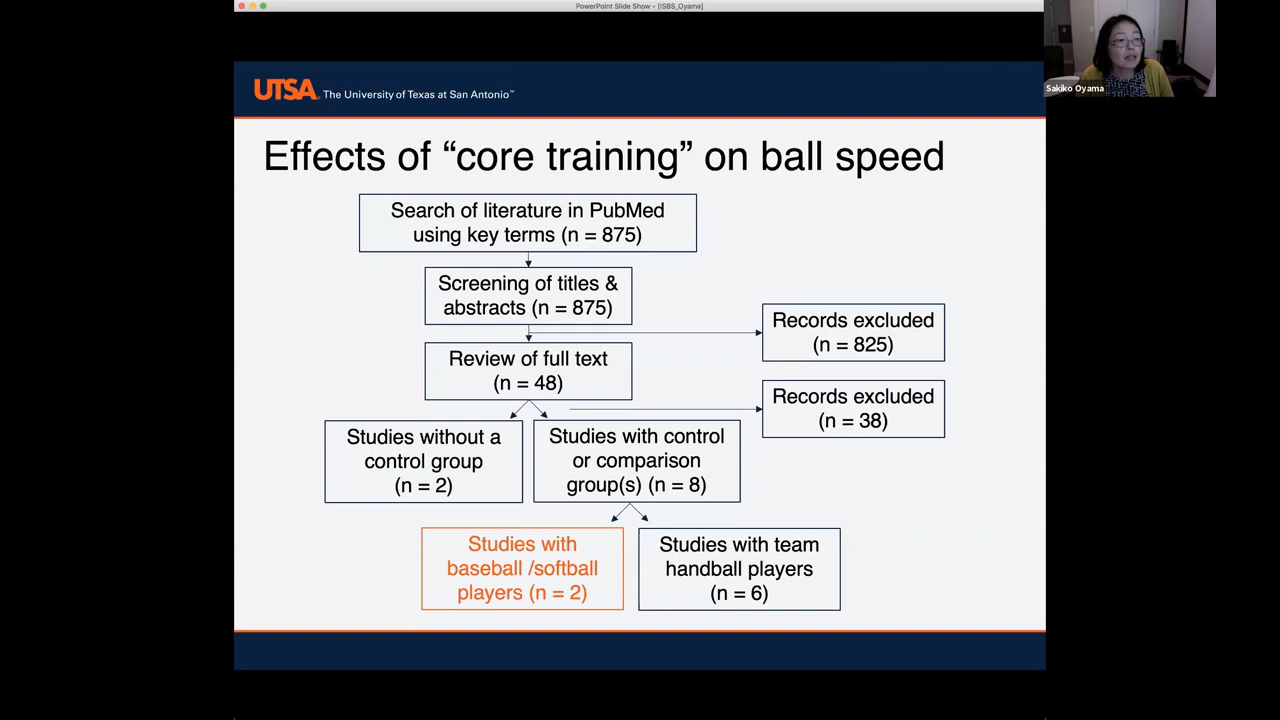 PowerPoint Slide Show - [ISBS_Oyama]
Sakiko Oyama
UTSA. The University of Texas at San Antonio™
Effects of “core training” on ball speed
Search of literature in PubMed
using key terms (n = 875)
Screening of titles &
abstracts (n = 875)
Records excluded
(n = 825)
Review of full text
(n = 48)
Records excluded
(n = 38)
Studies without a
control group
(n = 2)
Studies with control
or comparison
group(s) (n = 8)
Studies with
baseball /softball
players (n = 2)
Studies with team
handball players
(n = 6)